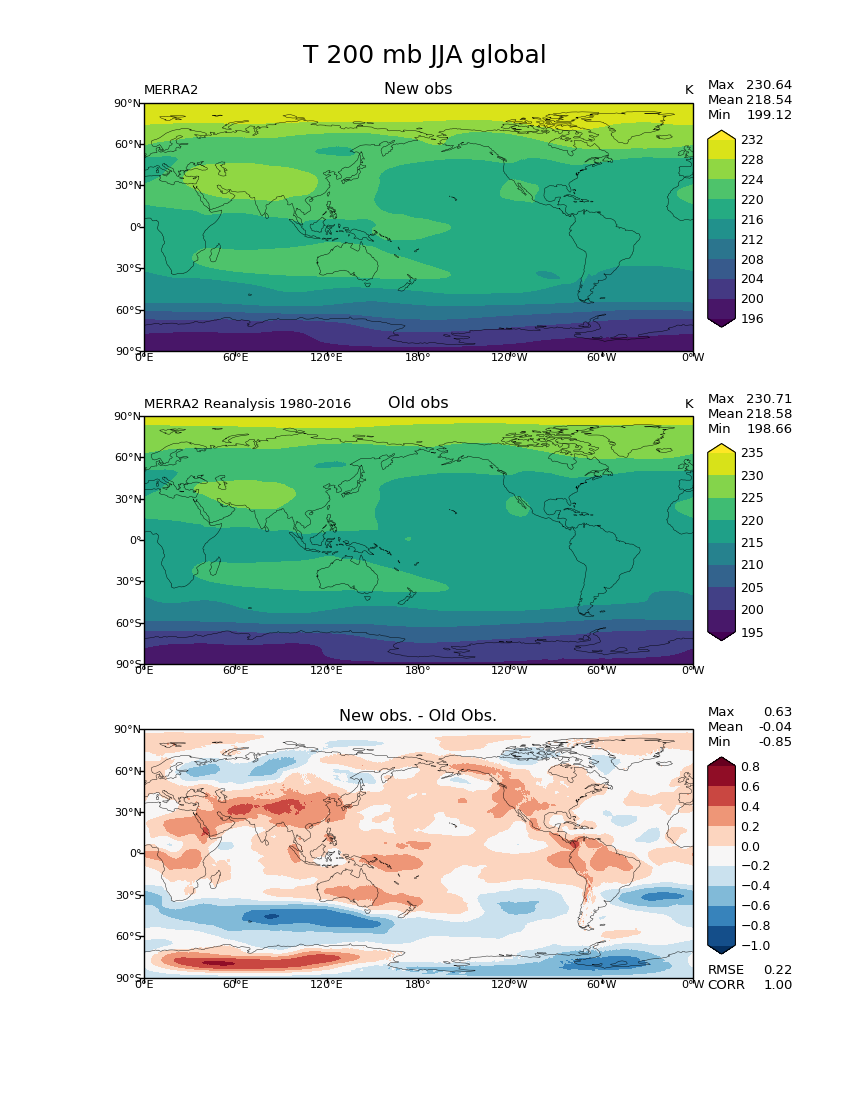 T 200 mb JJA global
MERRA2 New obs K
Max 230.64
Mean 218.54
Min 199.12
90°N
60°N
30°N
0°
30°S
60°S
90°S
0°E 60°E 120°E 180° 120°W 60°W 0°W
232
228
224
220
216
212
208
204
200
196
MERRA2 Reanalysis 1980-2016 Old obs K
Max 230.71
Mean 218.58
Min 198.66
90°N
60°N
30°N
0°
30°S
60°S
90°S
0°E 60°E 120°E 180° 120°W 60°W 0°W
235
230
225
220
215
210
205
200
195
New obs. - Old Obs.
Max 0.63
Mean -0.04
Min -0.85
90°N
60°N
30°N
0°
30°S
60°S
90°S
0°E 60°E 120°E 180° 120°W 60°W 0°W
0.8
0.6
0.4
0.2
0.0
−0.2
−0.4
−0.6
−0.8
−1.0
RMSE 0.22
CORR 1.00